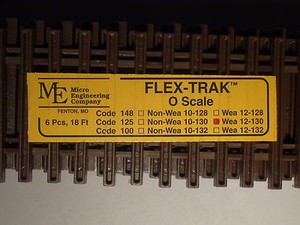 ME Micro Engineering Company
FENTON, MO
6 Pcs, 18 Ft
FLEX-TRAK™
O Scale
Code 148 Non-Wea 10-128 Wea 12-128
Code 125 Non-Wea 10-130 Wea 12-130
Code 100 Non-Wea 10-132 Wea 12-132